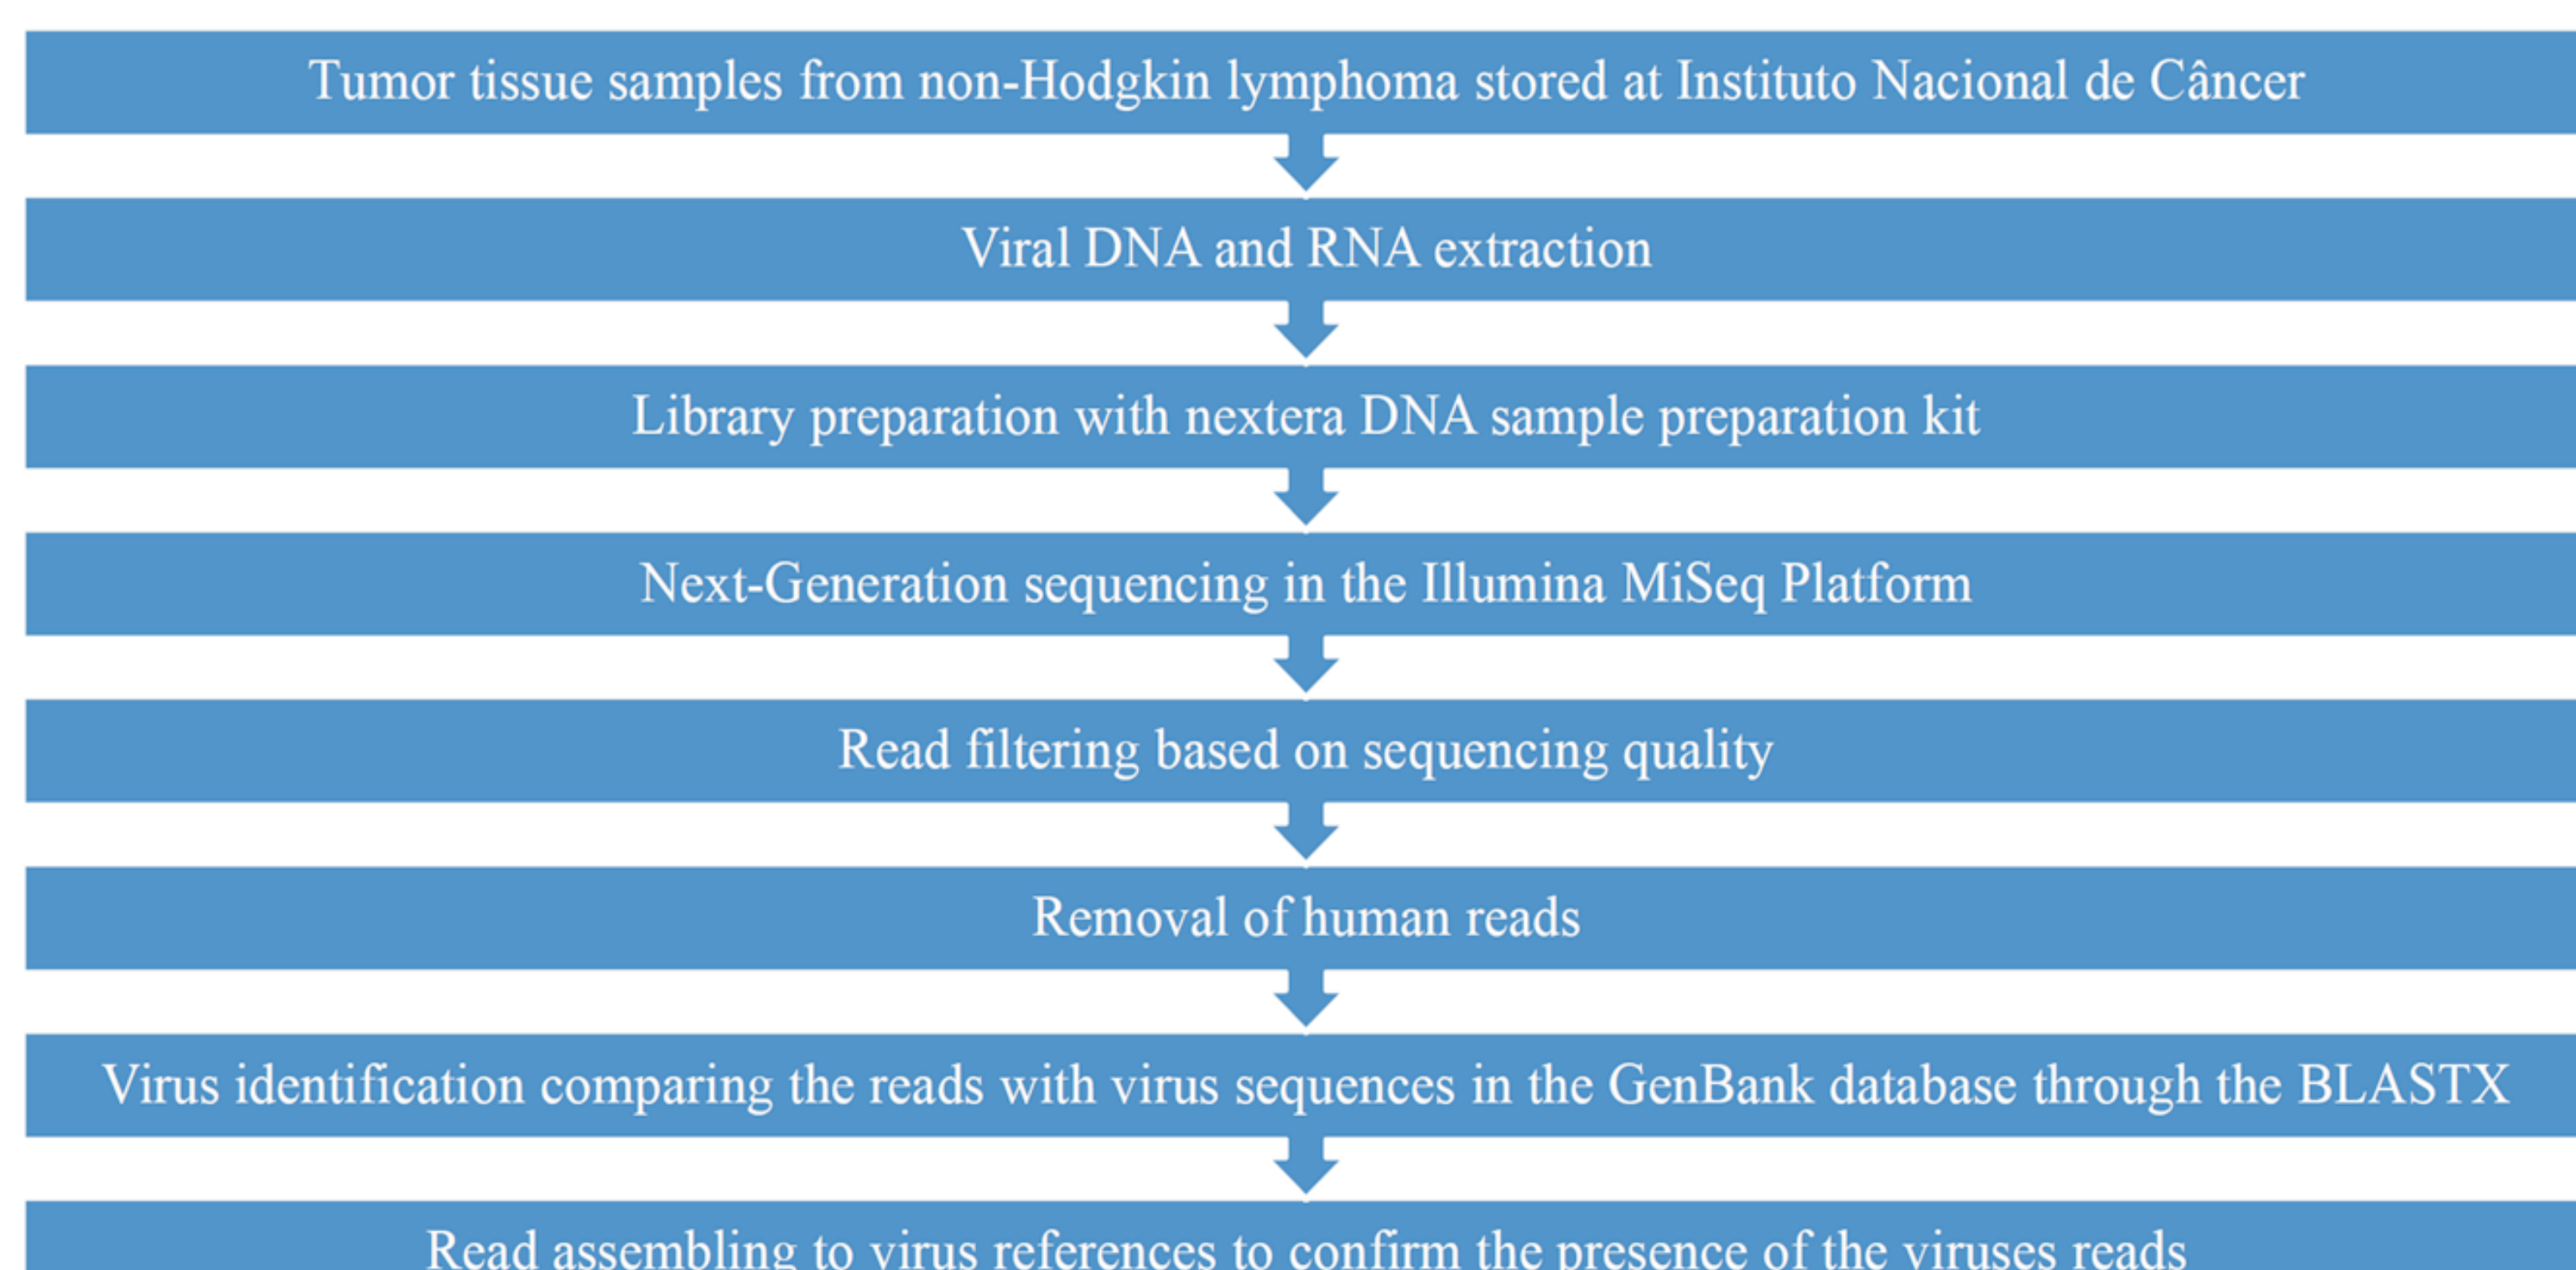 Tumor tissue samples from non-Hodgkin lymphoma stored at Instituto Nacional de Câncer
Viral DNA and RNA extraction
Library preparation with nextera DNA sample preparation kit
Next-Generation sequencing in the Illumina MiSeq Platform
Read filtering based on sequencing quality
Removal of human reads
Virus identification comparing the reads with virus sequences in the GenBank database through the BLASTX
Read assembling to virus references to confirm the presence of the viruses reads